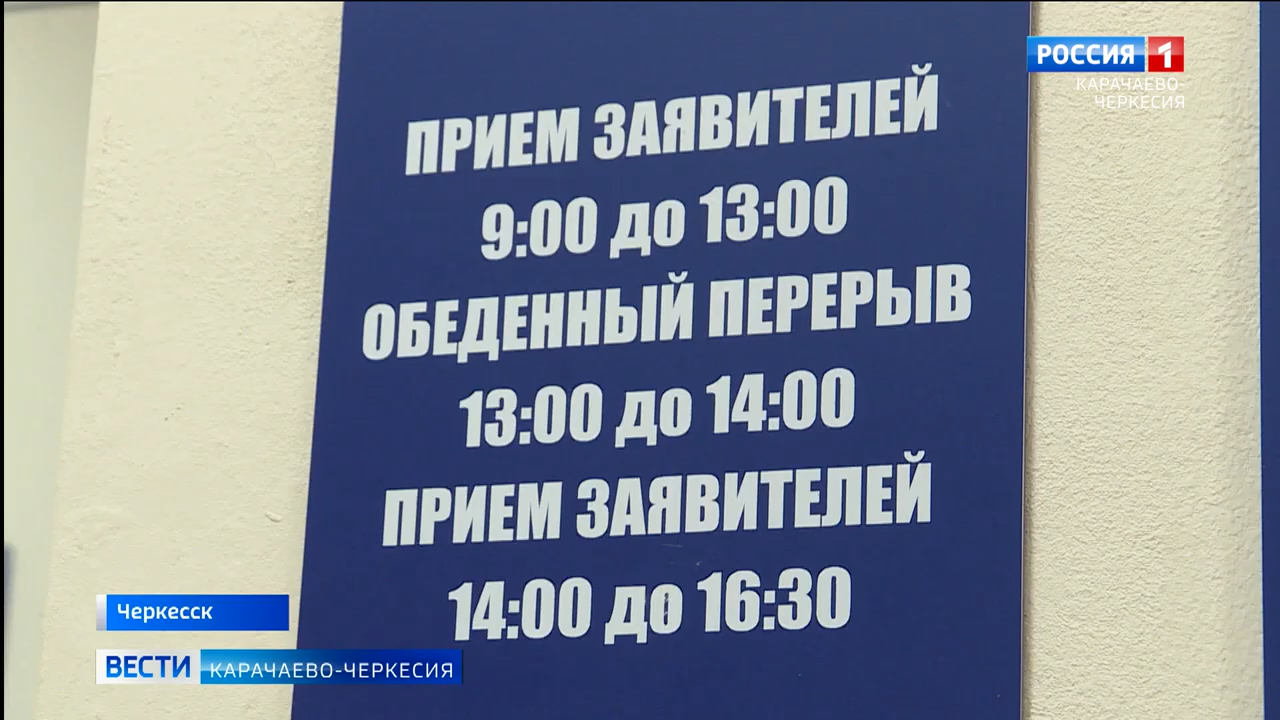 РОССИЯ 1
КАРАЧАЕВО-
ЧЕРКЕСИЯ
ПРИЕМ ЗАЯВИТЕЛЕЙ
9:00 до 13:00
ОБЕДЕННЫЙ ПЕРЕРЫВ
13:00 до 14:00
ПРИЕМ ЗАЯВИТЕЛЕЙ
14:00 до 16:30
Черкесск
ВЕСТИ КАРАЧАЕВО-ЧЕРКЕСИЯ